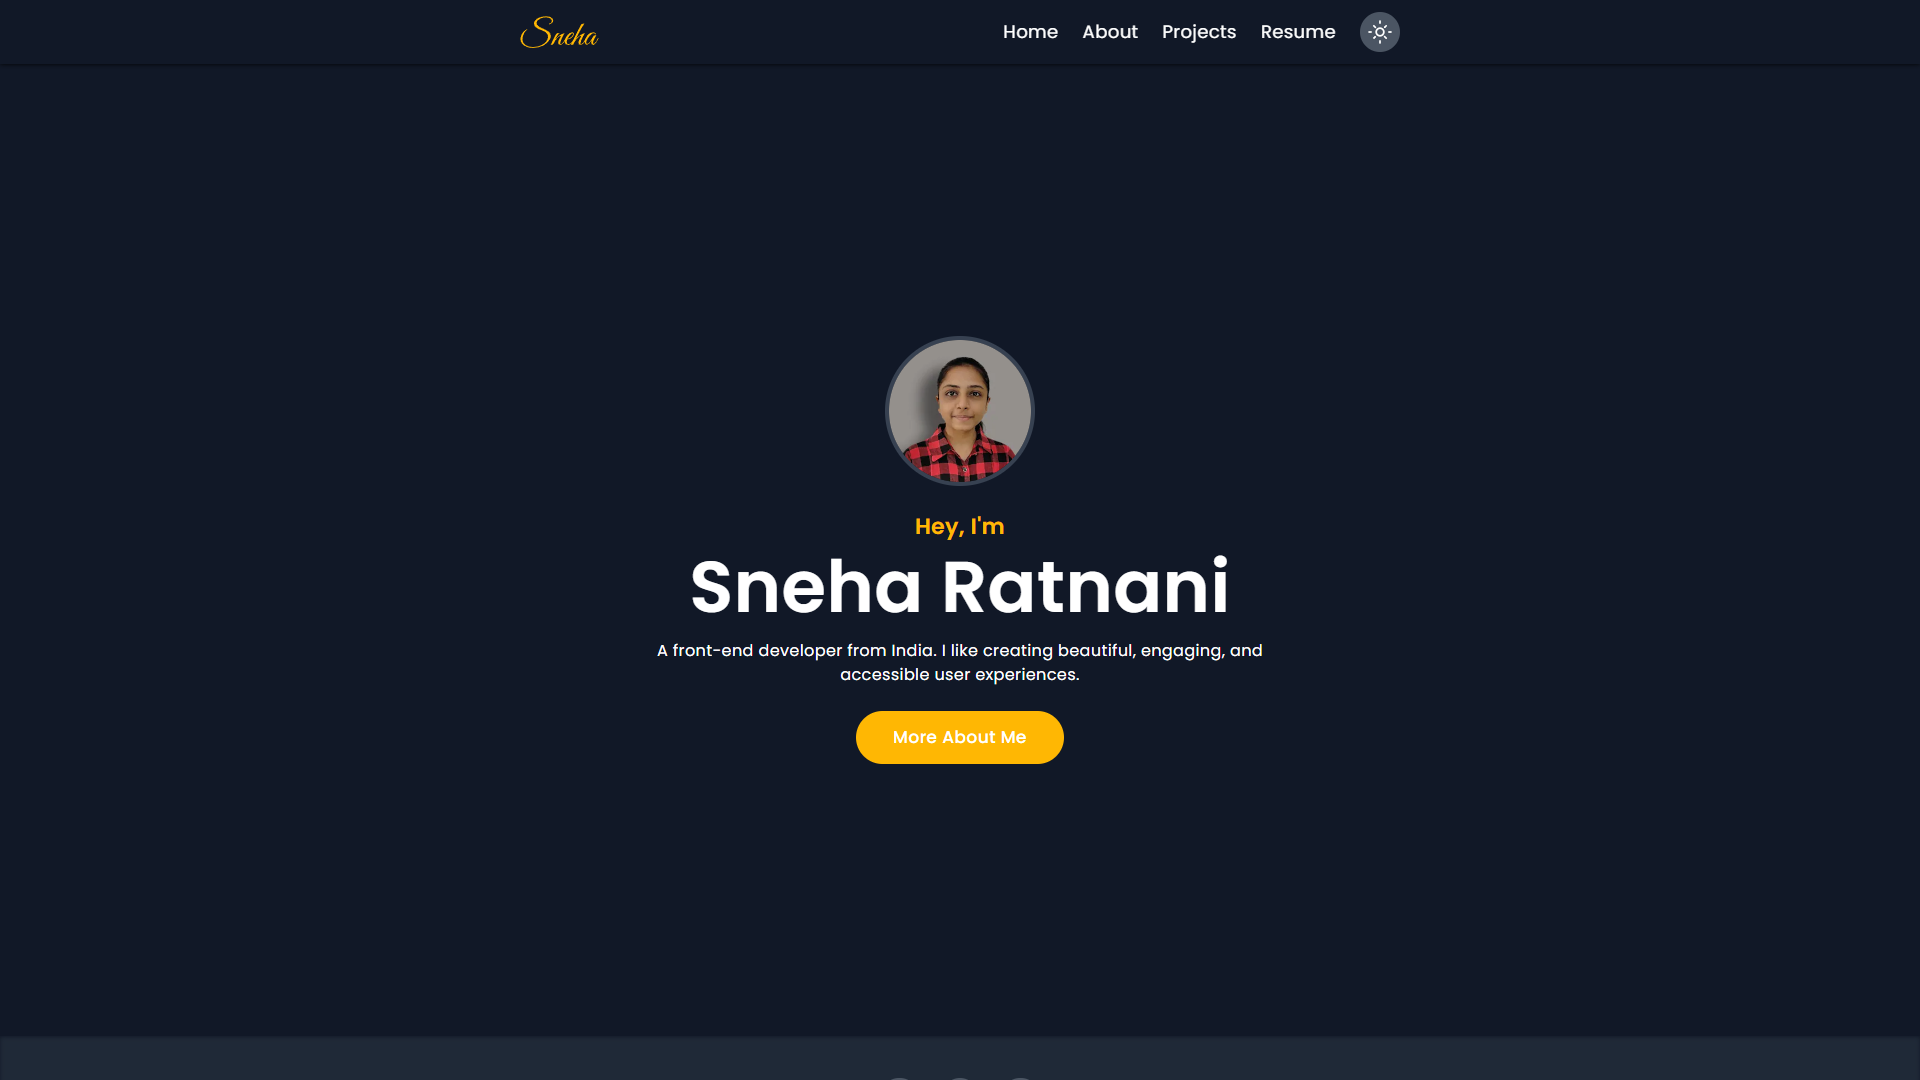 Sneha
Home
About
Projects
Resume
Hey, I'm
Sneha Ratnani
A front-end developer from India. I like creating beautiful, engaging, and
accessible user experiences.
More About Me